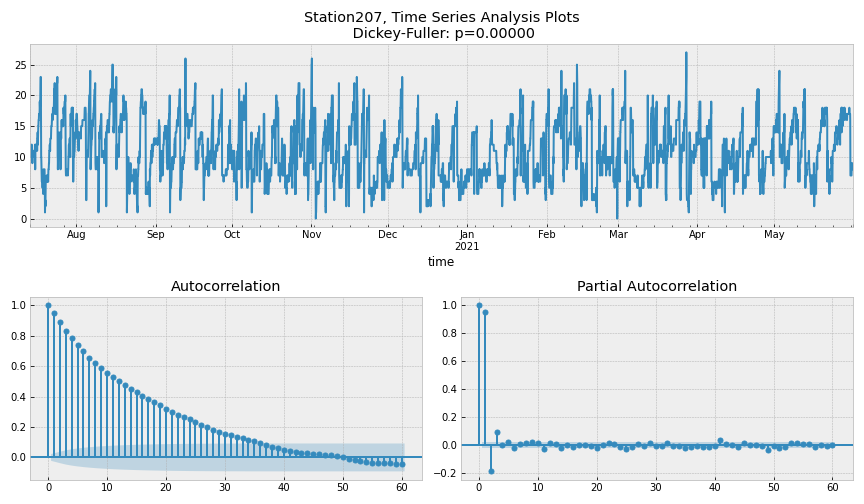 Station207, Time Series Analysis Plots
Dickey-Fuller: p=0.00000
25
20
15
10
5
0
Aug Sep Oct Nov Dec Jan Feb Mar Apr May
2021
time
Autocorrelation Partial Autocorrelation
1.0 1.0
0.8 0.8
0.6 0.6
0.4 0.4
0.2 0.2
0.0 0.0
−0.2
0 10 20 30 40 50 60 0 10 20 30 40 50 60